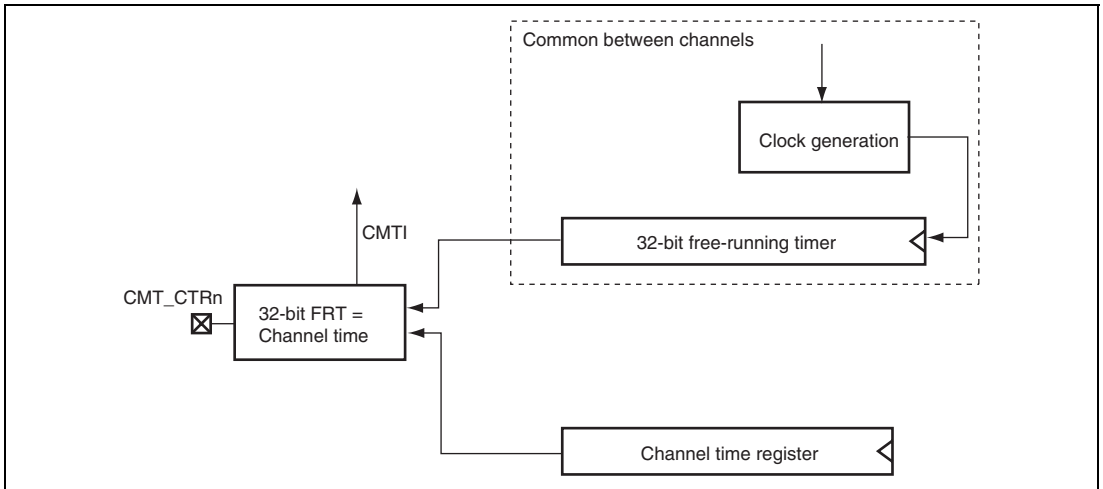 Common between channels
Clock generation
32-bit free-running timer
CMTI
CMT_CTRn
32-bit FRT =
Channel time
Channel time register